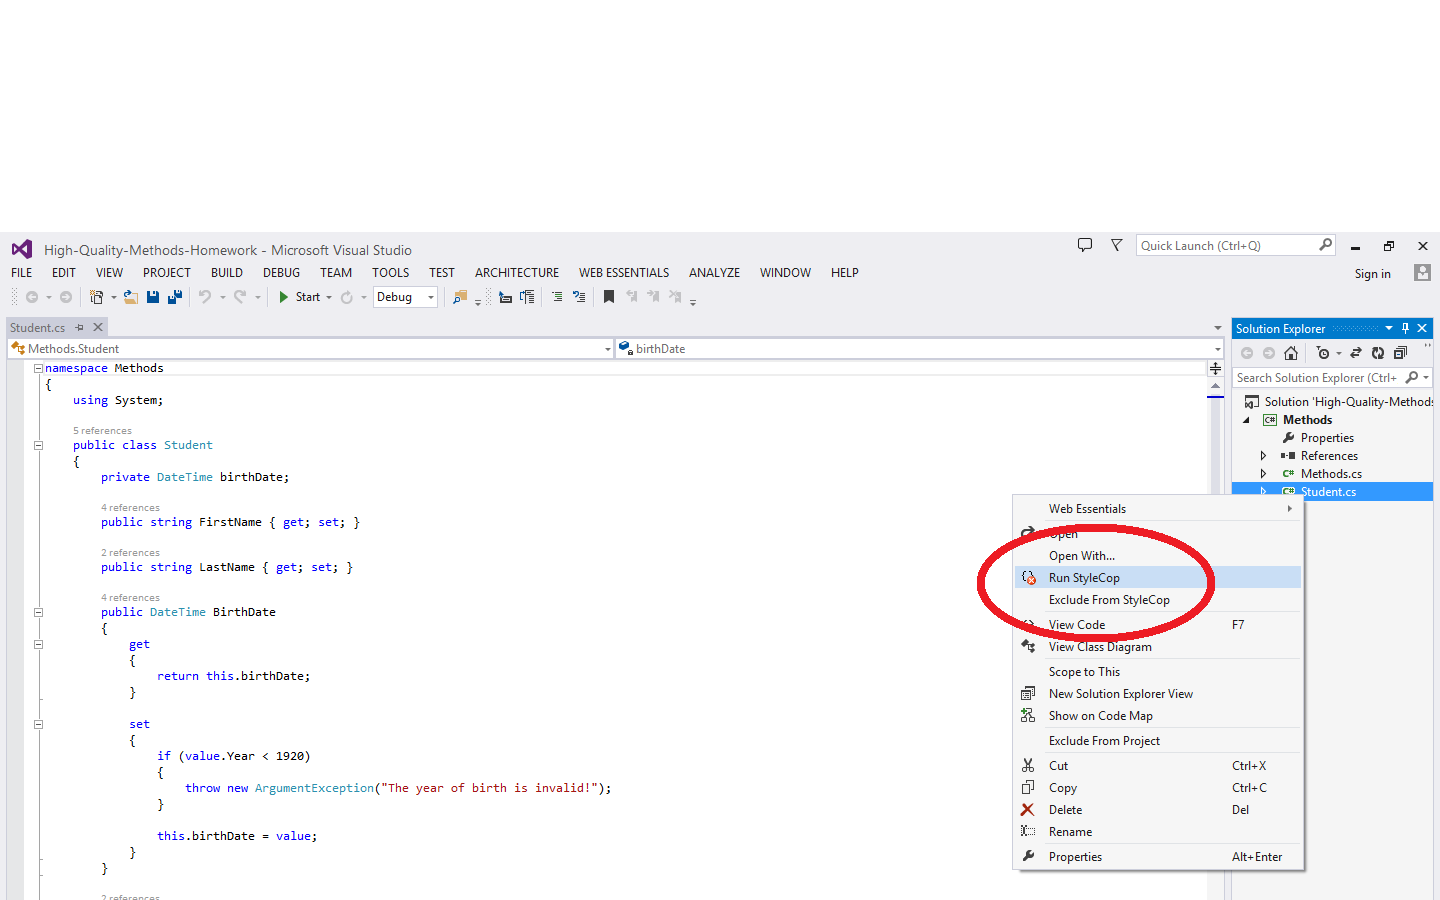 High-Quality-Methods-Homework - Microsoft Visual Studio
Quick Launch (Ctrl+Q)
FILE EDIT VIEW PROJECT BUILD DEBUG TEAM TOOLS TEST ARCHITECTURE WEB ESSENTIALS ANALYZE WINDOW HELP
Sign in
Start Debug
Student.cs
Methods.Student birthDate
namespace Methods
{
using System;
5 references
public class Student
{
private DateTime birthDate;
4 references
public string FirstName { get; set; }
2 references
public string LastName { get; set; }
4 references
public DateTime BirthDate
{
get
{
return this.birthDate;
}
set
{
if (value.Year < 1920)
{
throw new ArgumentException("The year of birth is invalid!");
}
this.birthDate = value;
}
}
2 references
Solution Explorer
Search Solution Explorer (Ctrl+
Solution 'High-Quality-Methods
C# Methods
Properties
References
C# Methods.cs
C# Student.cs
Web Essentials
Open
Open With...
Run StyleCop
Exclude From StyleCop
View Code F7
View Class Diagram
Scope to This
New Solution Explorer View
Show on Code Map
Exclude From Project
Cut Ctrl+X
Copy Ctrl+C
Delete Del
Rename
Properties Alt+Enter